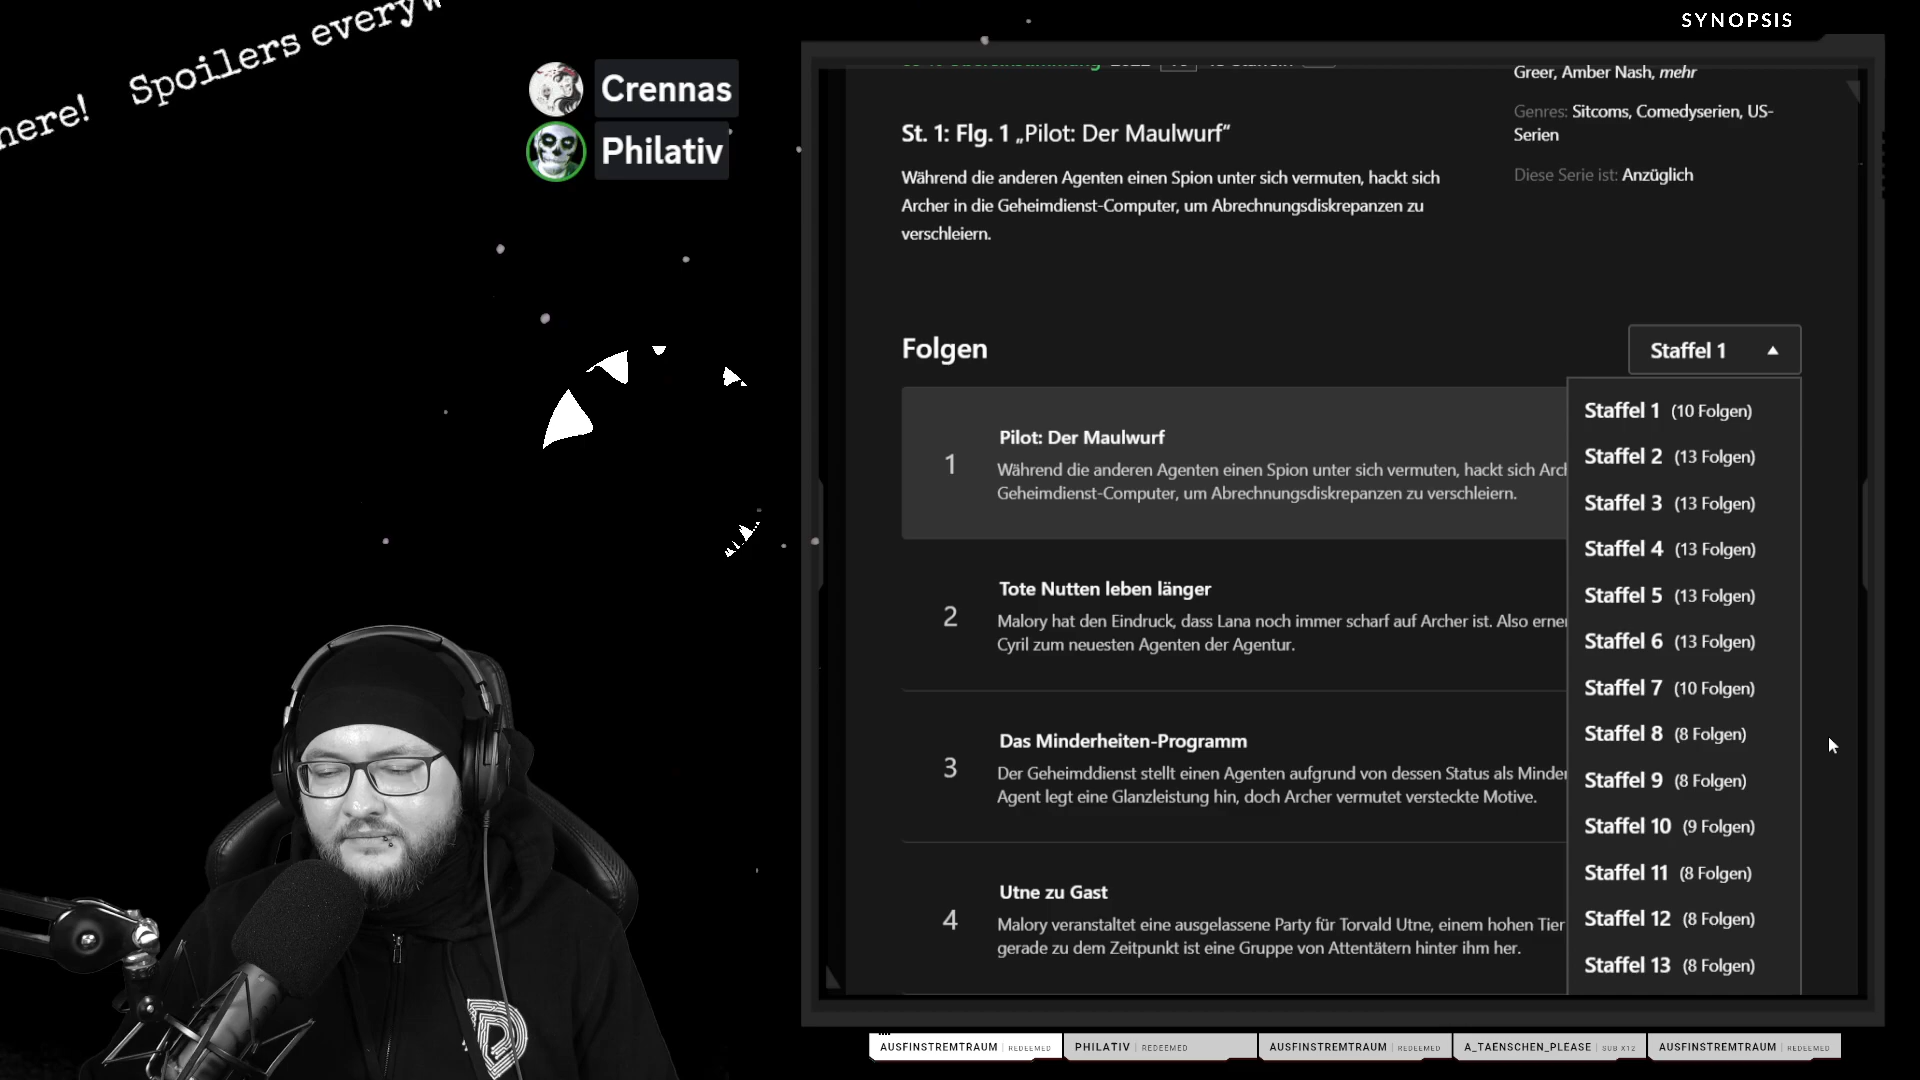 SYNOPSIS
Spoilers everyw
here!
Crennas
Philativ
Greer, Amber Nash, mehr
Genres: Sitcoms, Comedyserien, US-
Serien
Diese Serie ist: Anzüglich
St. 1: Flg. 1 „Pilot: Der Maulwurf“
Während die anderen Agenten einen Spion unter sich vermuten, hackt sich
Archer in die Geheimdienst-Computer, um Abrechnungsdiskrepanzen zu
verschleiern.
Folgen
Staffel 1
1
Pilot: Der Maulwurf
Während die anderen Agenten einen Spion unter sich vermuten, hackt sich Arch
Geheimdienst-Computer, um Abrechnungsdiskrepanzen zu verschleiern.
2
Tote Nutten leben länger
Malory hat den Eindruck, dass Lana noch immer scharf auf Archer ist. Also erner
Cyril zum neuesten Agenten der Agentur.
3
Das Minderheiten-Programm
Der Geheimddienst stellt einen Agenten aufgrund von dessen Status als Minder
Agent legt eine Glanzleistung hin, doch Archer vermutet versteckte Motive.
4
Utne zu Gast
Malory veranstaltet eine ausgelassene Party für Torvald Utne, einem hohen Tier
gerade zu dem Zeitpunkt ist eine Gruppe von Attentätern hinter ihm her.
Staffel 1 (10 Folgen)
Staffel 2 (13 Folgen)
Staffel 3 (13 Folgen)
Staffel 4 (13 Folgen)
Staffel 5 (13 Folgen)
Staffel 6 (13 Folgen)
Staffel 7 (10 Folgen)
Staffel 8 (8 Folgen)
Staffel 9 (8 Folgen)
Staffel 10 (9 Folgen)
Staffel 11 (8 Folgen)
Staffel 12 (8 Folgen)
Staffel 13 (8 Folgen)
AUSFINSTREMTRAUM | REDEEMED
PHILATIV | REDEEMED
AUSFINSTREMTRAUM | REDEEMED
A_TAENSCHEN_PLEASE | SUB X12
AUSFINSTREMTRAUM | REDEEMED